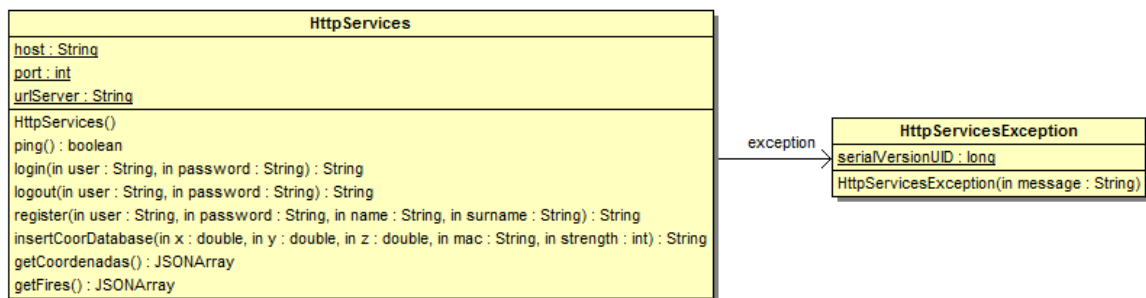 HttpServices
host : String
port : int
urlServer : String
HttpServices()
ping() : boolean
login(in user : String, in password : String) : String
logout(in user : String, in password : String) : String
register(in user : String, in password : String, in name : String, in surname : String) : String
insertCoorDatabase(in x : double, in y : double, in z : double, in mac : String, in strength : int) : String
getCoordenadas() : JSONArray
getFires() : JSONArray
exception
HttpServicesException
serialVersionUID : long
HttpServicesException(in message : String)